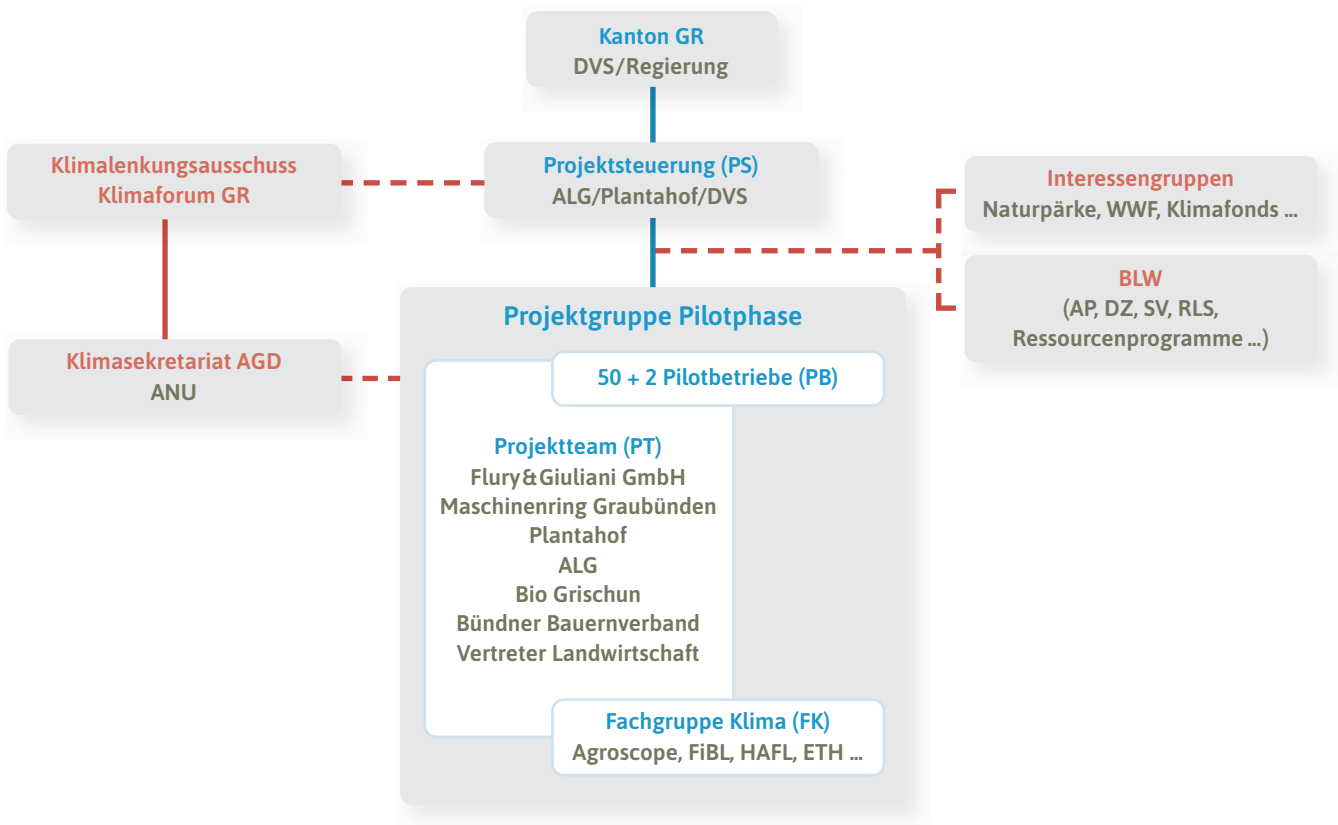 Kanton GR
DVS/Regierung
Klimalenkungsausschuss
Klimaforum GR
Projektsteuerung (PS)
ALG/Plantahof/DVS
Interessengruppen
Naturpärke, WWF, Klimafonds …
BLW
(AP, DZ, SV, RLS,
Ressourcenprogramme …)
Klimasekretariat AGD
ANU
Projektgruppe Pilotphase
50 + 2 Pilotbetriebe (PB)
Projektteam (PT)
Flury&Giuliani GmbH
Maschinenring Graubünden
Plantahof
ALG
Bio Grischun
Bündner Bauernverband
Vertreter Landwirtschaft
Fachgruppe Klima (FK)
Agroscope, FiBL, HAFL, ETH …